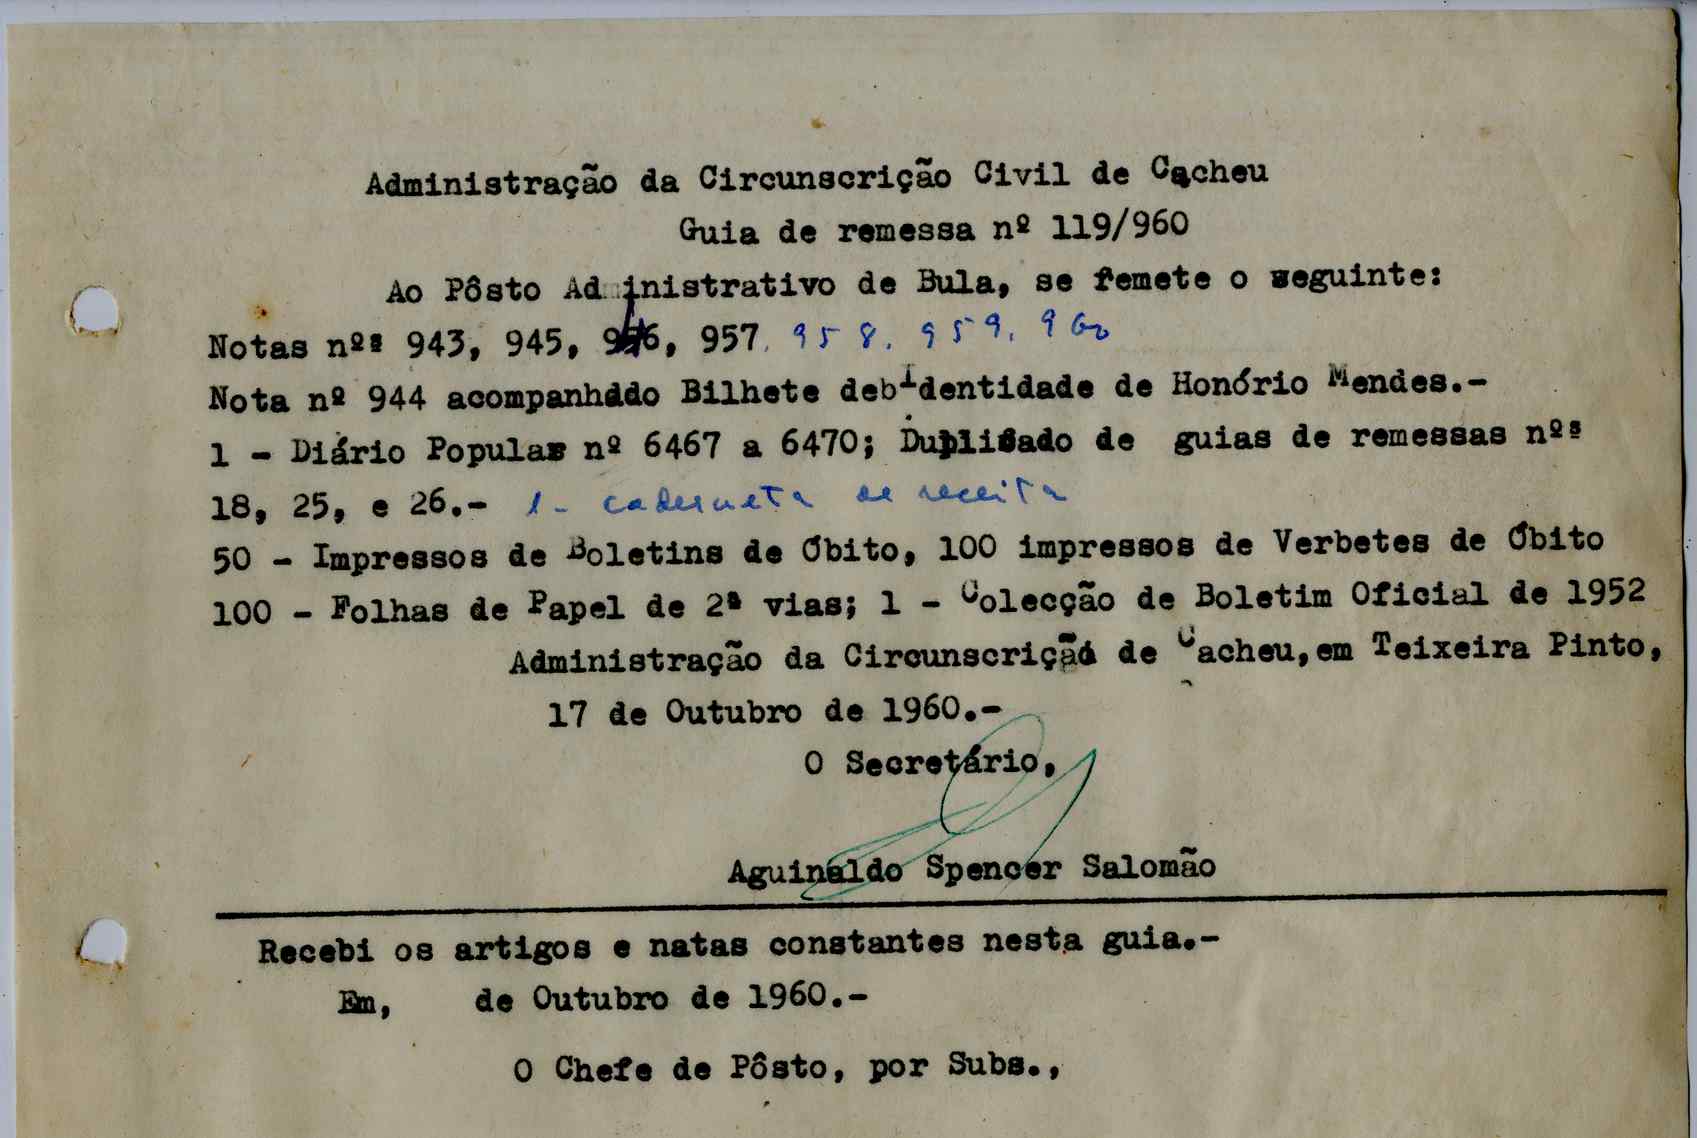 Administração da Circunscrição Civil de Cacheu
Guia de remessa nº 119/960
Ao Pôsto Administrativo de Bula, se remete o seguinte:
Notas nºs 943, 945, 956, 957, 958, 959, 960
Nota nº 944 acompanhado Bilhete deb Identidade de Honório Mendes.-
1 - Diário Popular nº 6467 a 6470; Duplicado de guias de remessas nºs
18, 25, e 26.- 1 - caderneta de receita
50 - Impressos de Boletins de Óbito, 100 impressos de Verbetes de Óbito
100 - Folhas de Papel de 2ª vias; 1 - Colecção de Boletim Oficial de 1952
Administração da Circunscrição de Cacheu, em Teixeira Pinto,
17 de Outubro de 1960.-
O Secretário,
Aguinaldo Spencer Salomão
Recebi os artigos e natas constantes nesta guia.-
Em, de Outubro de 1960.-
O Chefe de Pôsto, por Subs.,